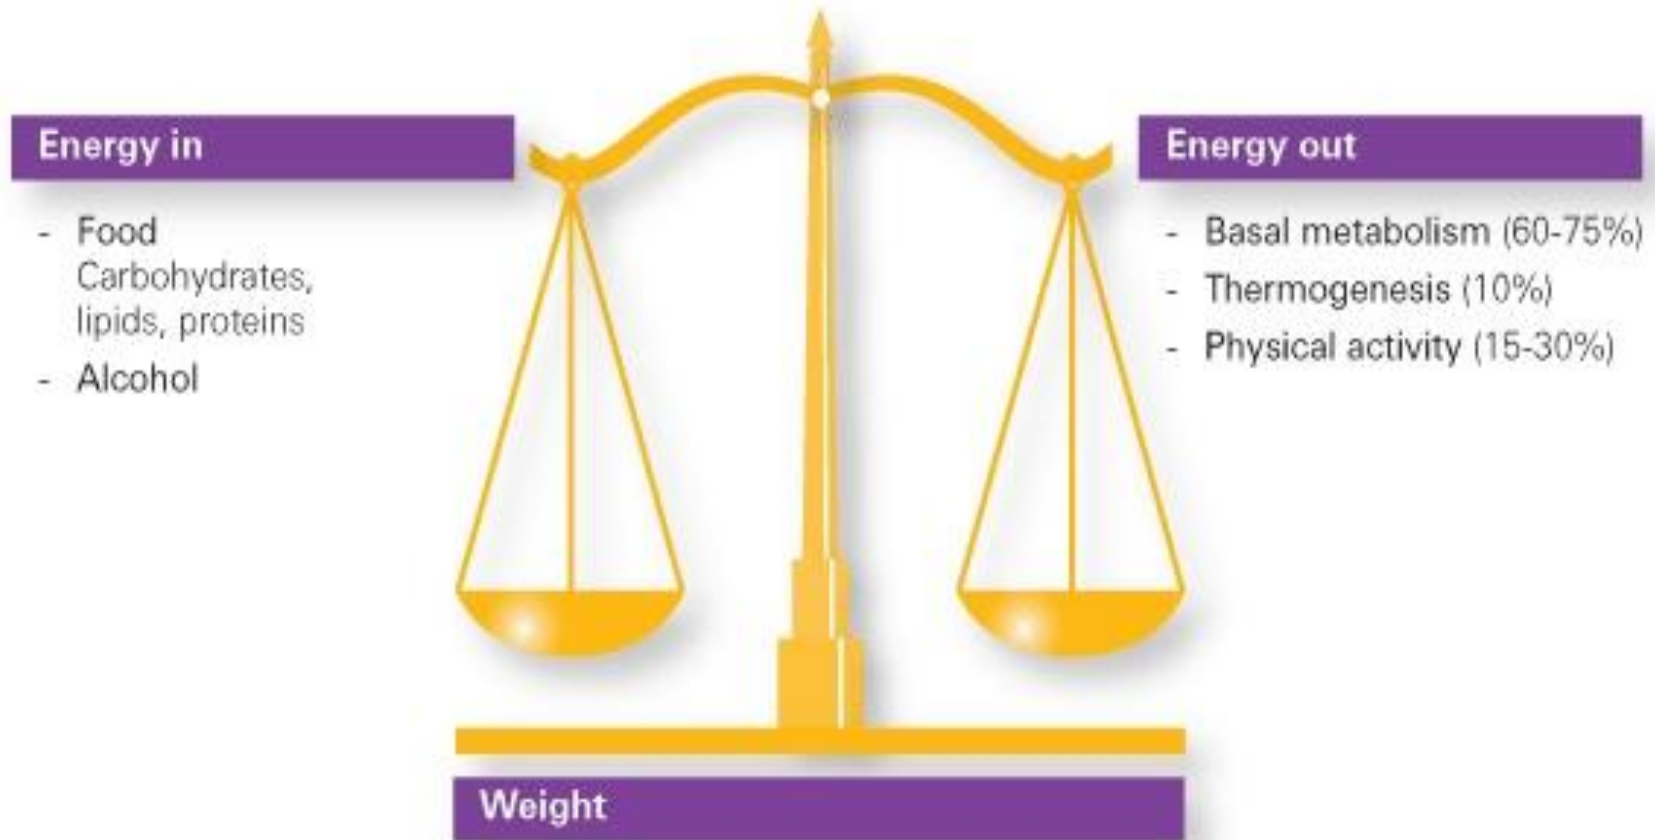 Energy in
- Food
Carbohydrates,
lipids, proteins
- Alcohol
Energy out
- Basal metabolism (60-75%)
- Thermogenesis (10%)
- Physical activity (15-30%)
Weight